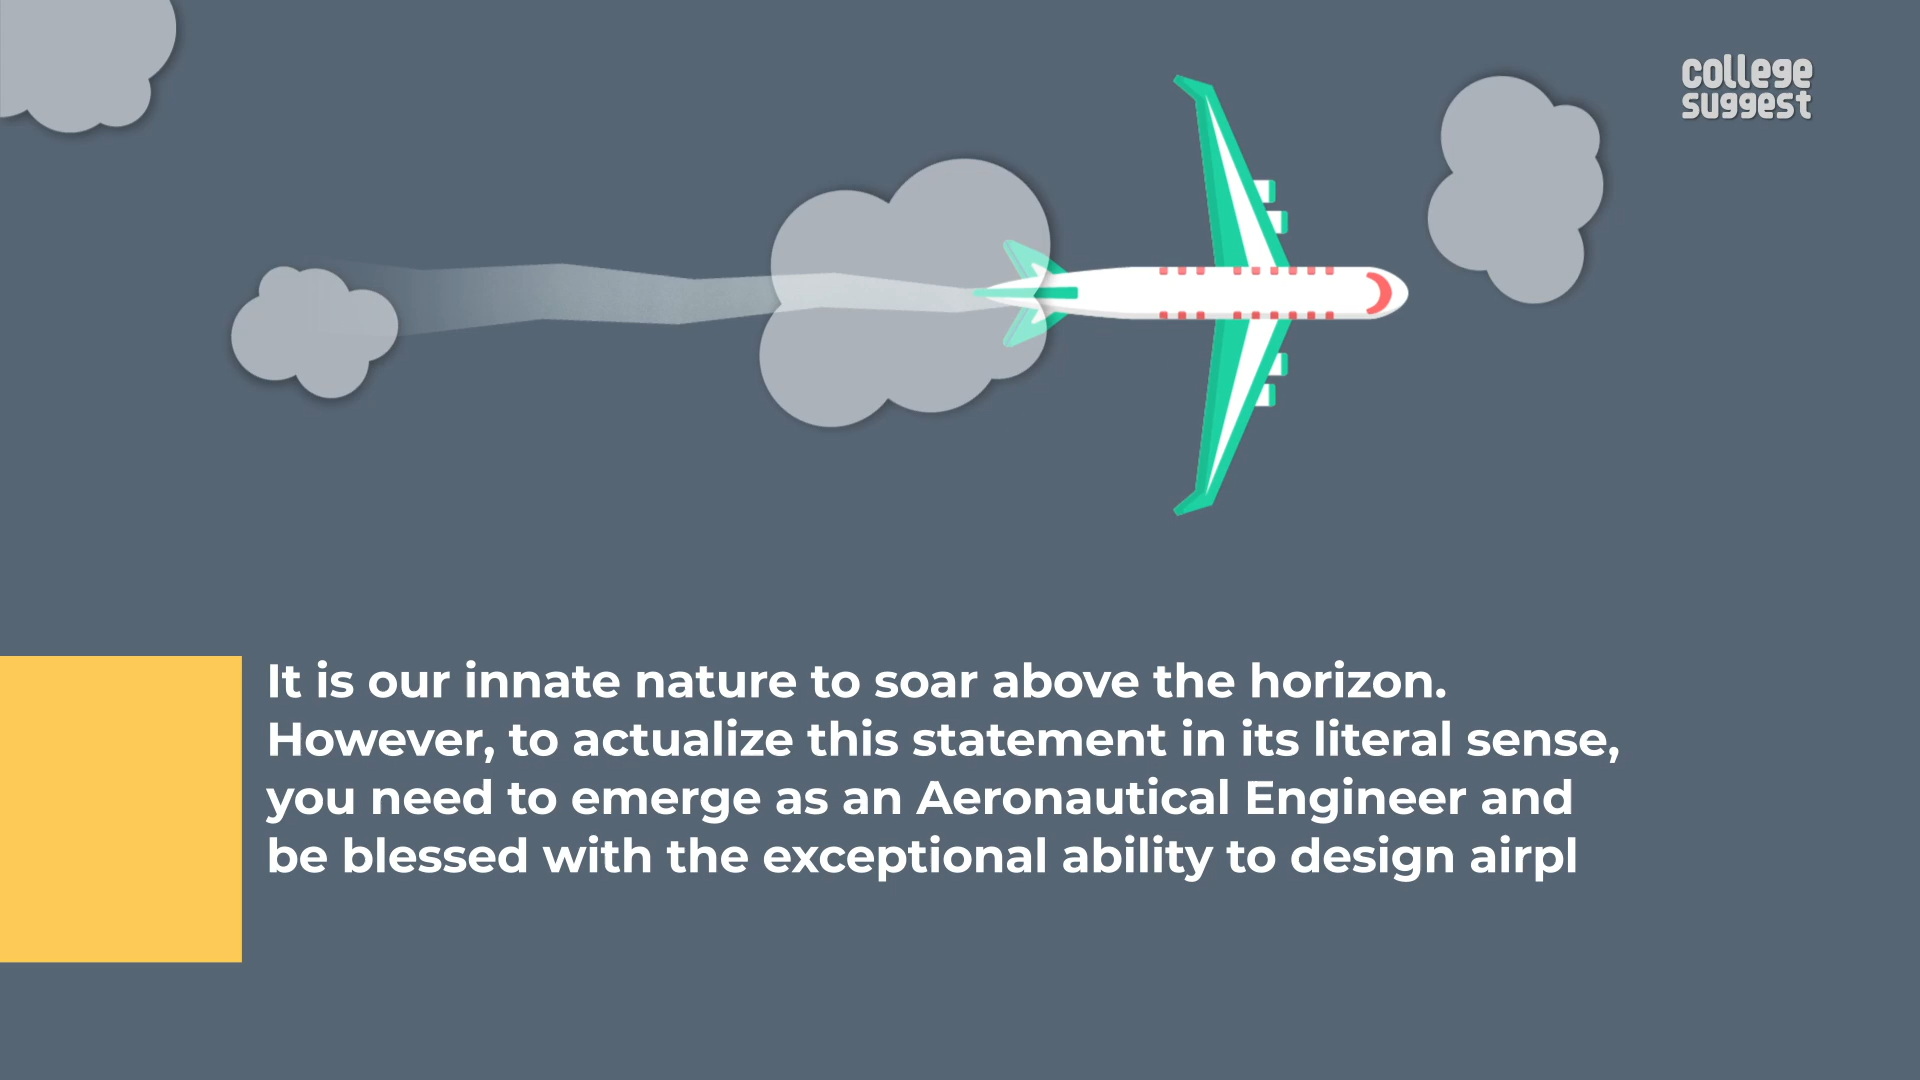 college
suggest
It is our innate nature to soar above the horizon.
However, to actualize this statement in its literal sense,
you need to emerge as an Aeronautical Engineer and
be blessed with the exceptional ability to design airpl